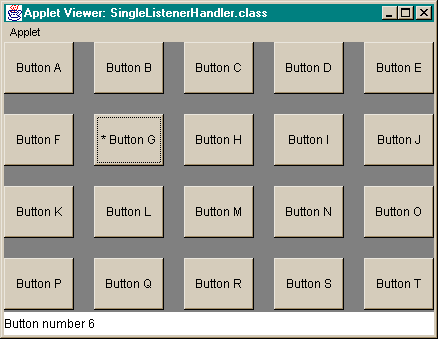 Applet Viewer: SingleListenerHandler.class
Applet
Button A Button B Button C Button D Button E
Button F * Button G Button H Button I Button J
Button K Button L Button M Button N Button O
Button P Button Q Button R Button S Button T
Button number 6